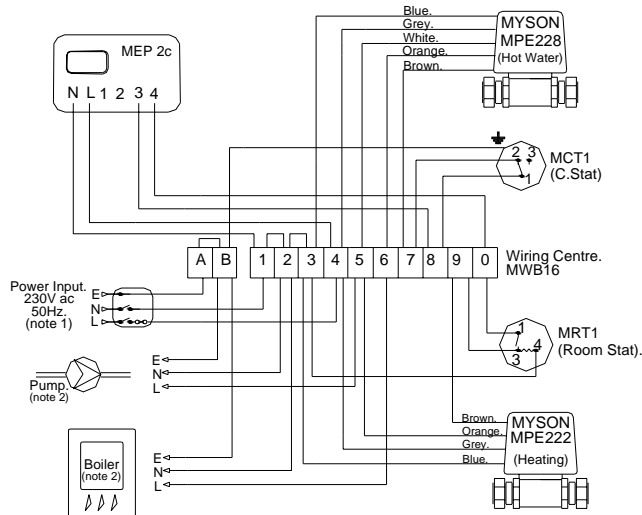 MEP 2c
N L 1 2 3 4
Blue.
Grey.
White.
Orange.
Brown.
MYSON
MPE228
(Hot Water)
2 3
1
MCT1
(C.Stat)
A B 1 2 3 4 5 6 7 8 9 0
Wiring Centre.
MWB16
Power Input.
230V ac
50Hz.
(note 1)
E
N
L
1
4
3
MRT1
(Room Stat).
Pump.
(note 2)
E
N
L
Brown.
Orange.
Grey.
Blue.
MYSON
MPE222
(Heating)
Boiler
(note 2)
E
N
L